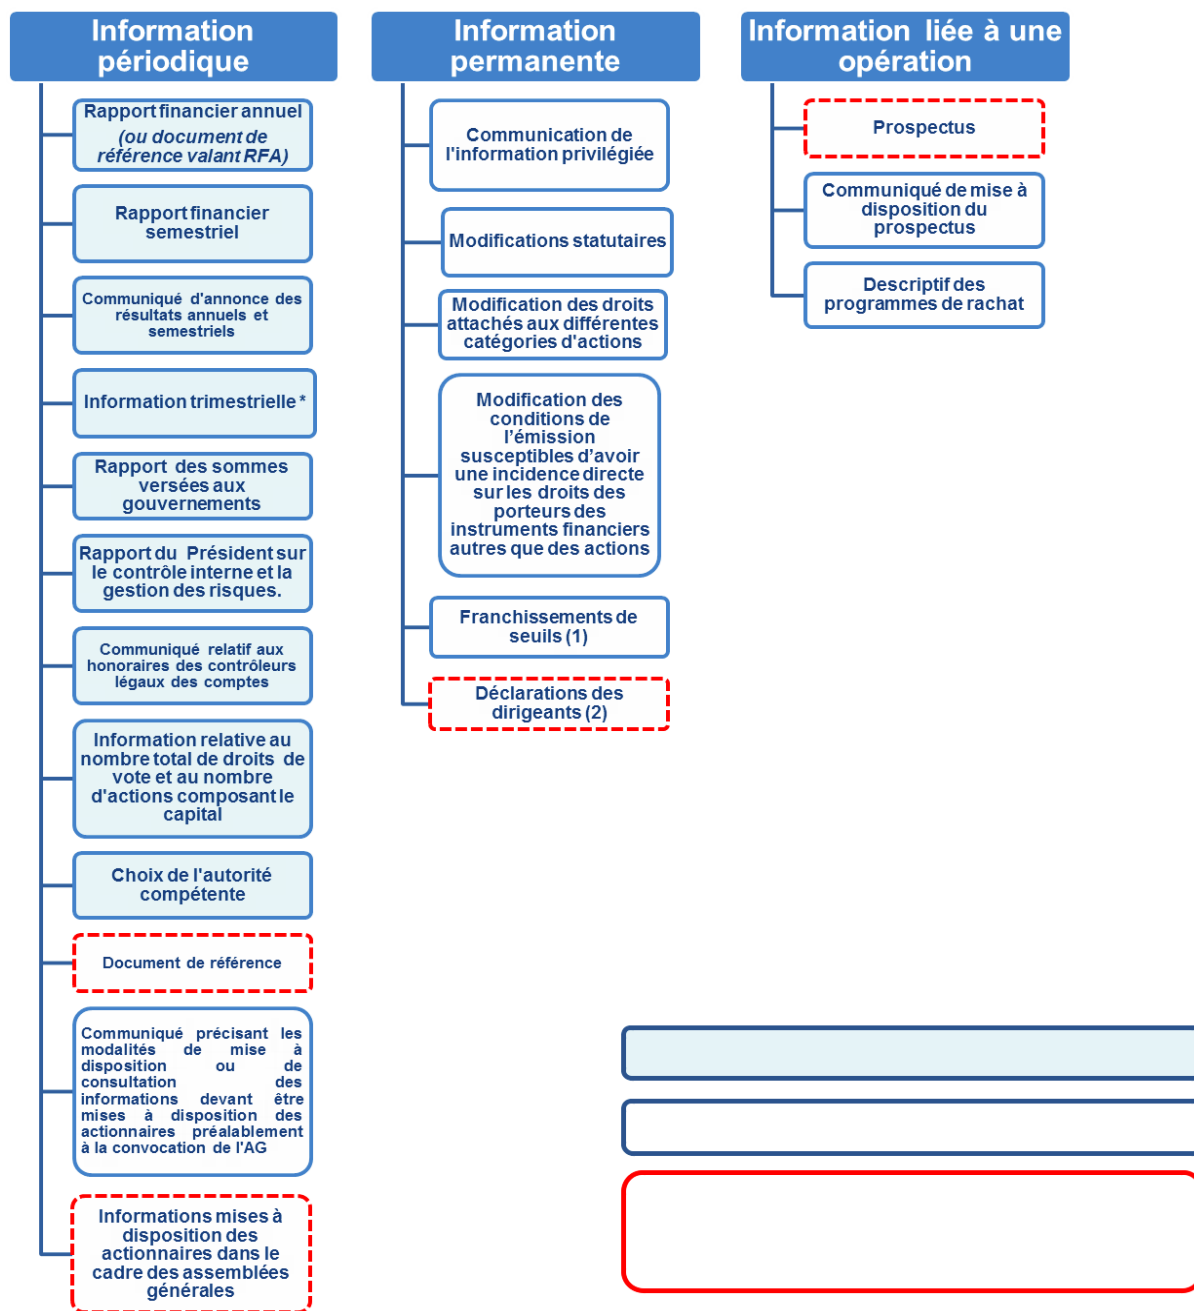 Information
périodique
Rapport financier annuel
(ou document de
référence valant RFA)
Rapport financier
semestriel
Communiqué d'annonce des
résultats annuels et
semestriels
Information trimestrielle *
Rapport des sommes
versées aux
gouvernements
Rapport du Président sur
le contrôle interne et la
gestion des risques.
Communiqué relatif aux
honoraires des contrôleurs
légaux des comptes
Information relative au
nombre total de droits de
vote et au nombre
d'actions composant le
capital
Choix de l'autorité
compétente
Document de référence
Communiqué précisant les
modalités de mise à
disposition ou de
consultation des
informations devant être
mises à disposition des
actionnaires préalablement
à la convocation de l'AG
Informations mises à
disposition des
actionnaires dans le
cadre des assemblées
générales
Information
permanente
Communication de
l'information privilégiée
Modifications statutaires
Modification des droits
attachés aux différentes
catégories d'actions
Modification des
conditions de
l’émission
susceptibles d’avoir
une incidence directe
sur les droits des
porteurs des
instruments financiers
autres que des actions
Franchissements de
seuils (1)
Déclarations des
dirigeants (2)
Information liée à une
opération
Prospectus
Communiqué de mise à
disposition du
prospectus
Descriptif des
programmes de rachat